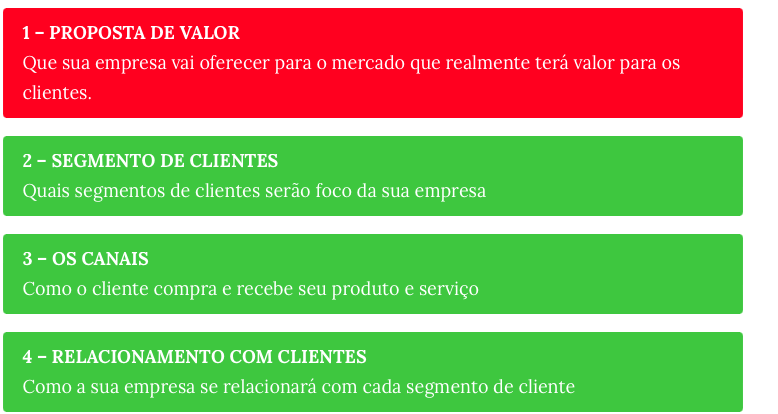 1 – PROPOSTA DE VALOR
Que sua empresa vai oferecer para o mercado que realmente terá valor para os
clientes.
2 – SEGMENTO DE CLIENTES
Quais segmentos de clientes serão foco da sua empresa
3 – OS CANAIS
Como o cliente compra e recebe seu produto e serviço
4 – RELACIONAMENTO COM CLIENTES
Como a sua empresa se relacionará com cada segmento de cliente